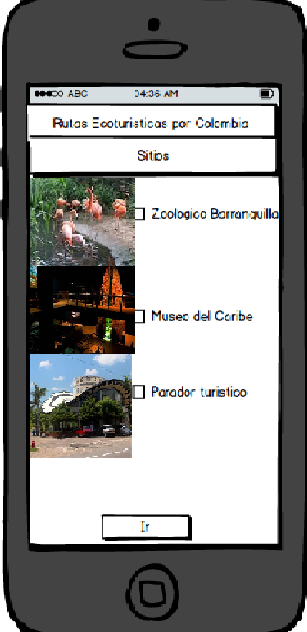 ABC 04:36 AM
Rutas Ecoturisticas por Colombia
Sitios
Zoologico Barranquilla
Museo del Caribe
Parador turistico
Ir